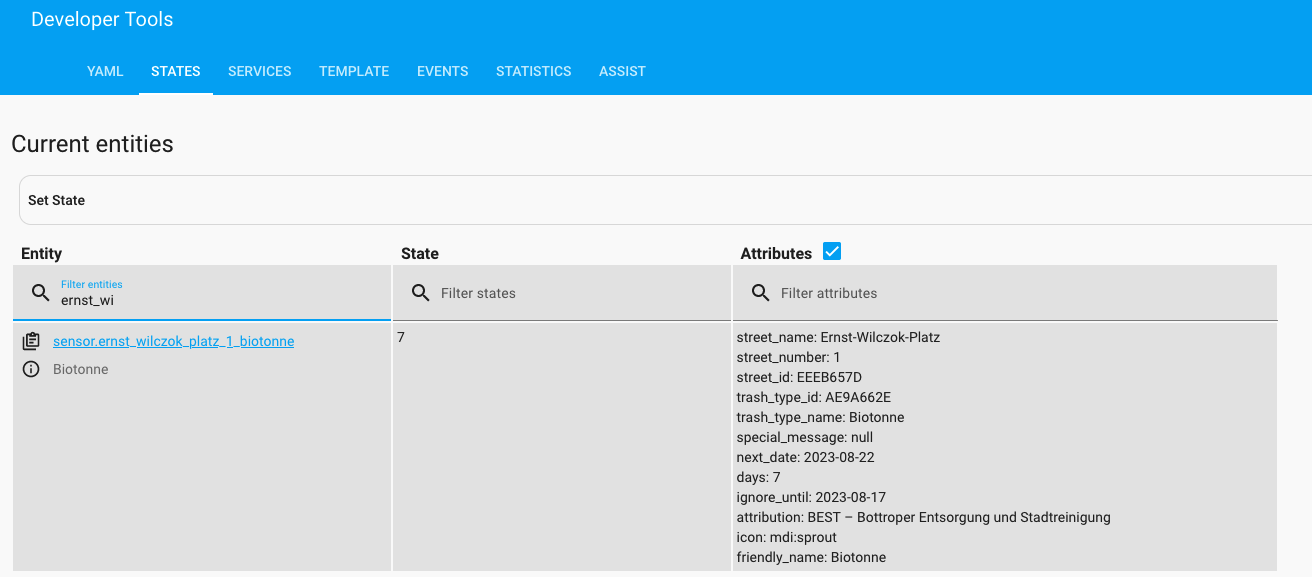 Developer Tools
YAML STATES SERVICES TEMPLATE EVENTS STATISTICS ASSIST
Current entities
Set State
Entity State Attributes
Filter entities
ernst_wi
Filter states
Filter attributes
sensor.ernst_wilczok_platz_1_biotonne
Biotonne
7
street_name: Ernst-Wilczok-Platz
street_number: 1
street_id: EEEB657D
trash_type_id: AE9A662E
trash_type_name: Biotonne
special_message: null
next_date: 2023-08-22
days: 7
ignore_until: 2023-08-17
attribution: BEST – Bottroper Entsorgung und Stadtreinigung
icon: mdi:sprout
friendly_name: Biotonne